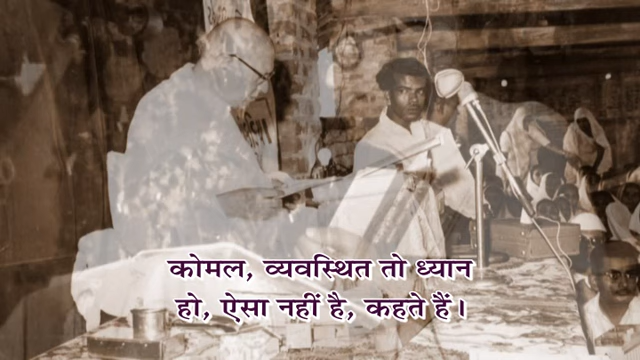 कोमल, व्यवस्थित तो ध्यान
हो, ऐसा नहीं है, कहते हैं।